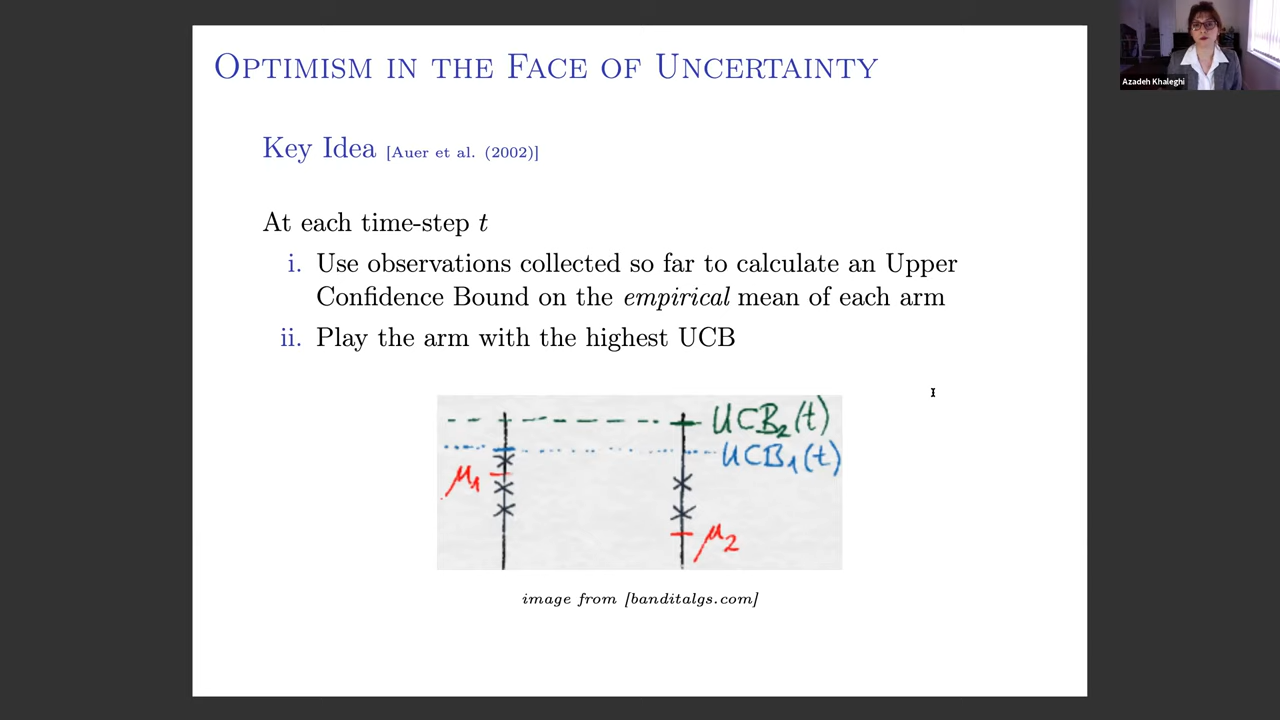 OPTIMISM IN THE FACE OF UNCERTAINTY
Azadeh Khaleghi
Key Idea [Auer et al. (2002)]
At each time-step t
i. Use observations collected so far to calculate an Upper
Confidence Bound on the empirical mean of each arm
ii. Play the arm with the highest UCB
UCB₂(t)
UCB₁(t)
μ₁
μ₂
image from [banditalgs.com]